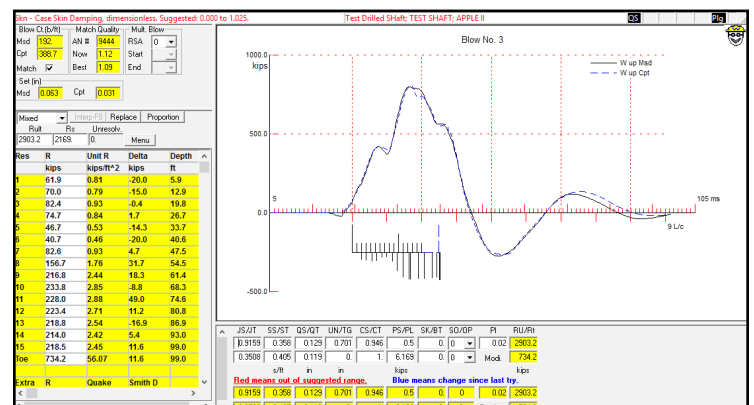 Skn - Case Skin Damping, dimensionless. Suggested: 0.000 to 1.025. Test Drilled SHaft; TEST SHAFT; APPLE II QS Plg
Blow Ct.(b/ft) Match Quality Mult. Blow
Msd 192. AN # 9444 RSA 0
Cpt 388.7 Now 1.12 Start
Match Best 1.09 End
Set (in)
Msd 0.063 Cpt 0.031
Mixed Interp-F8 Replace Proportion
Rult Rs Unresolv.
2903.2 2169. 0. Menu
Res R Unit R Delta Depth
kips kips/ft^2 kips ft
1 61.9 0.81 -20.0 5.9
2 70.0 0.79 -15.0 12.9
3 82.4 0.93 -0.4 19.8
4 74.7 0.84 1.7 26.7
5 46.7 0.53 -14.3 33.7
6 40.7 0.46 -20.0 40.6
7 82.6 0.93 4.7 47.5
8 156.7 1.76 31.7 54.5
9 216.8 2.44 18.3 61.4
10 233.8 2.85 -8.8 68.3
11 228.0 2.88 49.0 74.6
12 223.4 2.71 11.2 80.8
13 218.8 2.54 -16.9 86.9
14 214.0 2.42 5.4 93.0
15 218.5 2.45 11.6 99.0
Toe 734.2 56.07 11.6 99.0
Extra R Quake Smith D
Blow No. 3
1000.0
kips
W up Msd
W up Cpt
500.0
5
105 ms
0.0
9 L/c
-500.0
JS/JT SS/ST QS/QT UN/TG CS/CT PS/PL SK/BT SO/OP PI RU/Rt
0.9159 0.358 0.129 0.701 0.946 0.5 0. 0 0.02 2903.2
0.3508 0.405 0.119 0. 1. 6.169 0. 0 Modi. 734.2
s/ft in in kips kips
Red means out of suggested range. Blue means change since last try.
0.9159 0.358 0.129 0.701 0.946 0.5 0. 0 0.02 2903.2